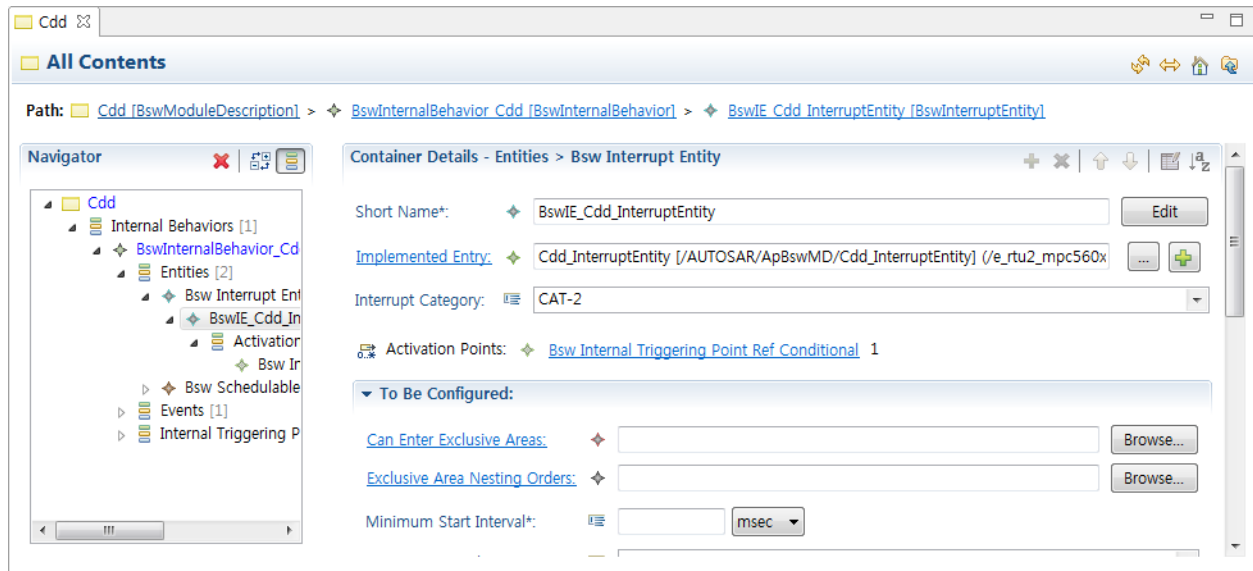 Cdd
All Contents
Path: Cdd [BswModuleDescription] > BswInternalBehavior_Cdd [BswInternalBehavior] > BswIE_Cdd_InterruptEntity [BswInterruptEntity]
Navigator
Cdd
Internal Behaviors [1]
BswInternalBehavior_Cd
Entities [2]
Bsw Interrupt Ent
BswIE_Cdd_In
Activation
Bsw In
Bsw Schedulable
Events [1]
Internal Triggering P
Container Details - Entities > Bsw Interrupt Entity
Short Name*: BswIE_Cdd_InterruptEntity Edit
Implemented Entry: Cdd_InterruptEntity [/AUTOSAR/ApBswMD/Cdd_InterruptEntity] (/e_rtu2_mpc560x ...
Interrupt Category: CAT-2
Activation Points: Bsw Internal Triggering Point Ref Conditional 1
To Be Configured:
Can Enter Exclusive Areas: Browse...
Exclusive Area Nesting Orders: Browse...
Minimum Start Interval*: msec